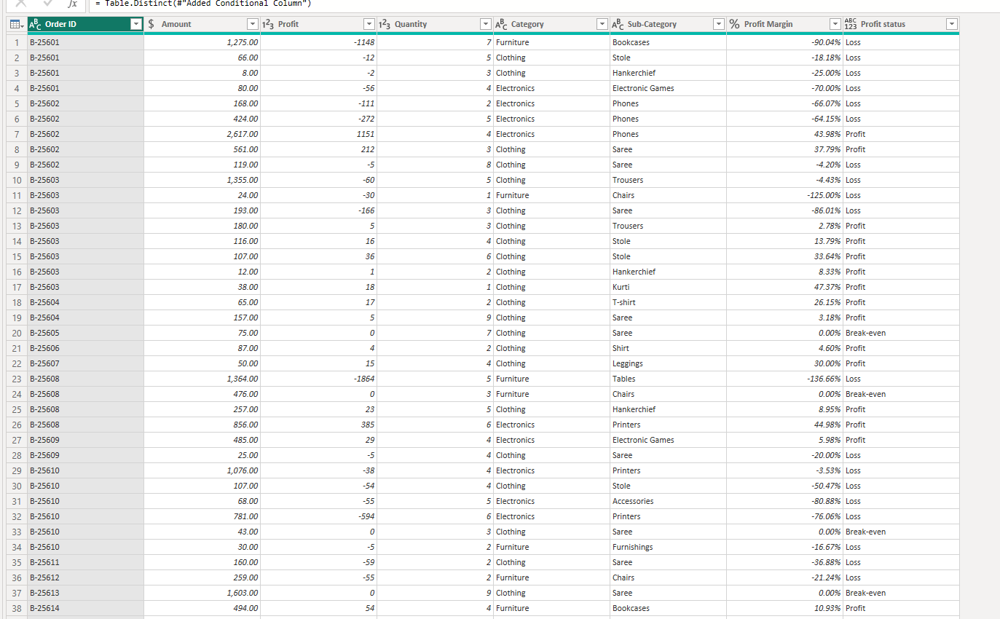 fx = Table.Distinct(#"Added Conditional Column")
ABC Order ID $ Amount 123 Profit 123 Quantity ABC Category ABC Sub-Category % Profit Margin ABC 123 Profit status
1 B-25601 1,275.00 -1148 7 Furniture Bookcases -90.04% Loss
2 B-25601 66.00 -12 5 Clothing Stole -18.18% Loss
3 B-25601 8.00 -2 3 Clothing Hankerchief -25.00% Loss
4 B-25601 80.00 -56 4 Electronics Electronic Games -70.00% Loss
5 B-25602 168.00 -111 2 Electronics Phones -66.07% Loss
6 B-25602 424.00 -272 5 Electronics Phones -64.15% Loss
7 B-25602 2,617.00 1151 4 Electronics Phones 43.98% Profit
8 B-25602 561.00 212 3 Clothing Saree 37.79% Profit
9 B-25602 119.00 -5 8 Clothing Saree -4.20% Loss
10 B-25603 1,355.00 -60 5 Clothing Trousers -4.43% Loss
11 B-25603 24.00 -30 1 Furniture Chairs -125.00% Loss
12 B-25603 193.00 -166 3 Clothing Saree -86.01% Loss
13 B-25603 180.00 5 3 Clothing Trousers 2.78% Profit
14 B-25603 116.00 16 4 Clothing Stole 13.79% Profit
15 B-25603 107.00 36 6 Clothing Stole 33.64% Profit
16 B-25603 12.00 1 2 Clothing Hankerchief 8.33% Profit
17 B-25603 38.00 18 1 Clothing Kurti 47.37% Profit
18 B-25604 65.00 17 2 Clothing T-shirt 26.15% Profit
19 B-25604 157.00 5 9 Clothing Saree 3.18% Profit
20 B-25605 75.00 0 7 Clothing Saree 0.00% Break-even
21 B-25606 87.00 4 2 Clothing Shirt 4.60% Profit
22 B-25607 50.00 15 4 Clothing Leggings 30.00% Profit
23 B-25608 1,364.00 -1864 5 Furniture Tables -136.66% Loss
24 B-25608 476.00 0 3 Furniture Chairs 0.00% Break-even
25 B-25608 257.00 23 5 Clothing Hankerchief 8.95% Profit
26 B-25608 856.00 385 6 Electronics Printers 44.98% Profit
27 B-25609 485.00 29 4 Electronics Electronic Games 5.98% Profit
28 B-25609 25.00 -5 4 Clothing Saree -20.00% Loss
29 B-25610 1,076.00 -38 4 Electronics Printers -3.53% Loss
30 B-25610 107.00 -54 4 Clothing Stole -50.47% Loss
31 B-25610 68.00 -55 5 Electronics Accessories -80.88% Loss
32 B-25610 781.00 -594 6 Electronics Printers -76.06% Loss
33 B-25610 43.00 0 3 Clothing Saree 0.00% Break-even
34 B-25610 30.00 -5 2 Furniture Furnishings -16.67% Loss
35 B-25611 160.00 -59 2 Clothing Saree -36.88% Loss
36 B-25612 259.00 -55 2 Furniture Chairs -21.24% Loss
37 B-25613 1,603.00 0 9 Clothing Saree 0.00% Break-even
38 B-25614 494.00 54 4 Furniture Bookcases 10.93% Profit